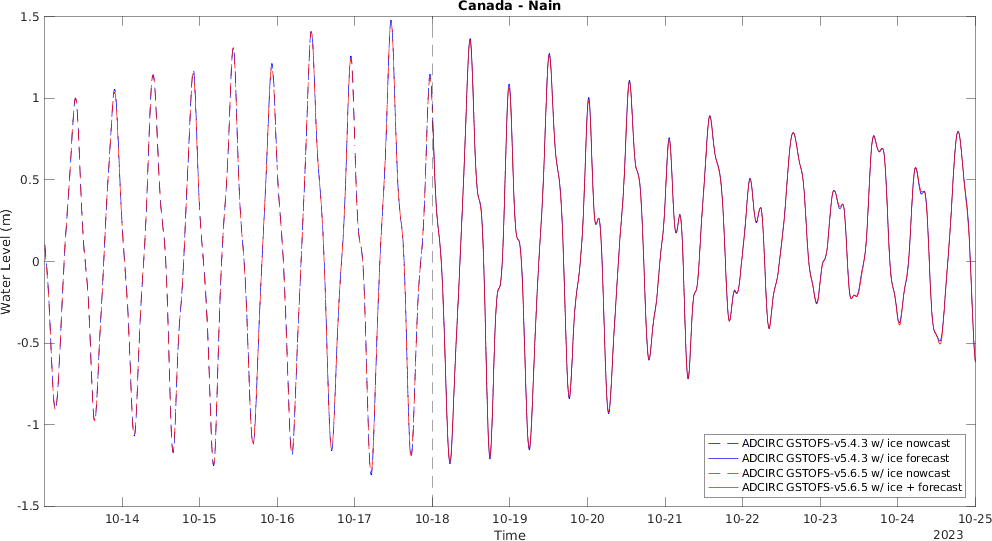 Canada - Nain
Water Level (m)
1.5
1
0.5
0
-0.5
-1
-1.5
ADCIRC GSTOFS-v5.4.3 w/ ice nowcast
ADCIRC GSTOFS-v5.4.3 w/ ice forecast
ADCIRC GSTOFS-v5.6.5 w/ ice nowcast
ADCIRC GSTOFS-v5.6.5 w/ ice + forecast
10-14 10-15 10-16 10-17 10-18 10-19 10-20 10-21 10-22 10-23 10-24 10-25
Time
2023